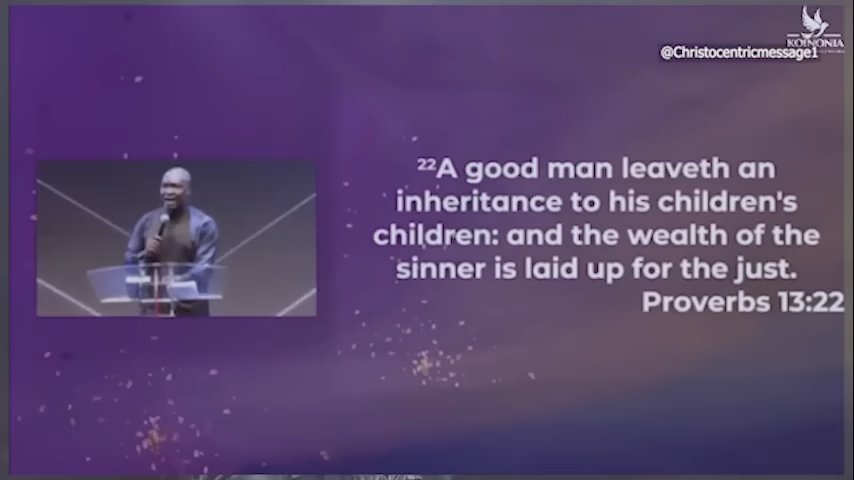 KOINONIA
@Christocentricmessage1
²²A good man leaveth an
inheritance to his children's
children: and the wealth of the
sinner is laid up for the just.
Proverbs 13:22